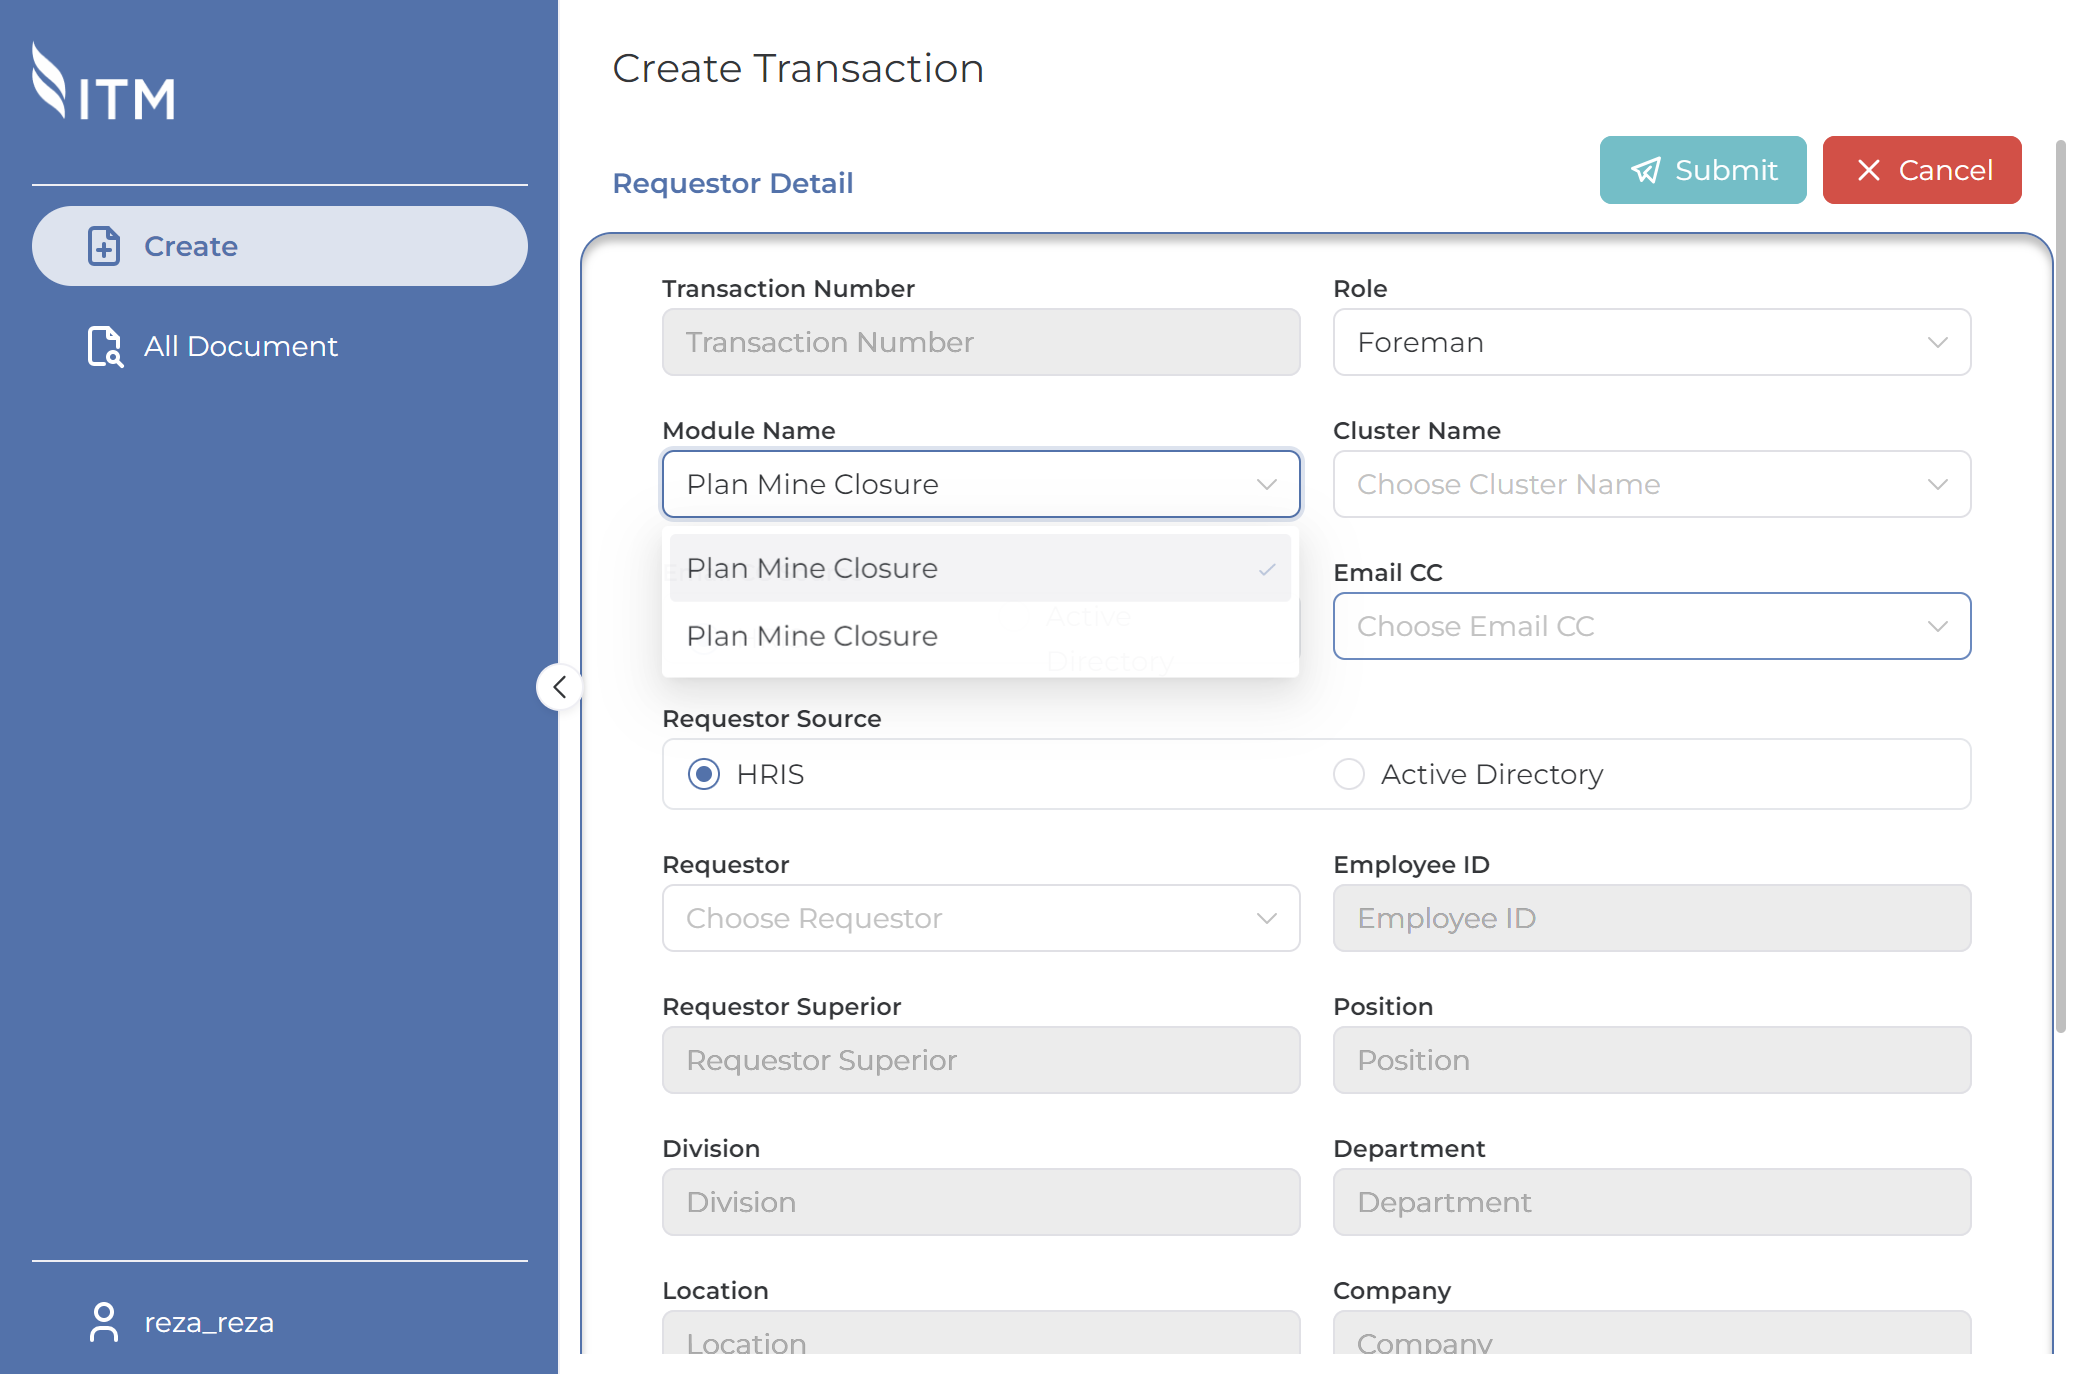 ITM
Create
All Document
reza_reza
Create Transaction
Requestor Detail
Submit
Cancel
Transaction Number
Transaction Number
Role
Foreman
Module Name
Plan Mine Closure
Plan Mine Closure
Plan Mine Closure
Active
Directory
Cluster Name
Choose Cluster Name
Email CC
Choose Email CC
Requestor Source
HRIS
Active Directory
Requestor
Choose Requestor
Employee ID
Employee ID
Requestor Superior
Requestor Superior
Position
Position
Division
Division
Department
Department
Location
Location
Company
Company